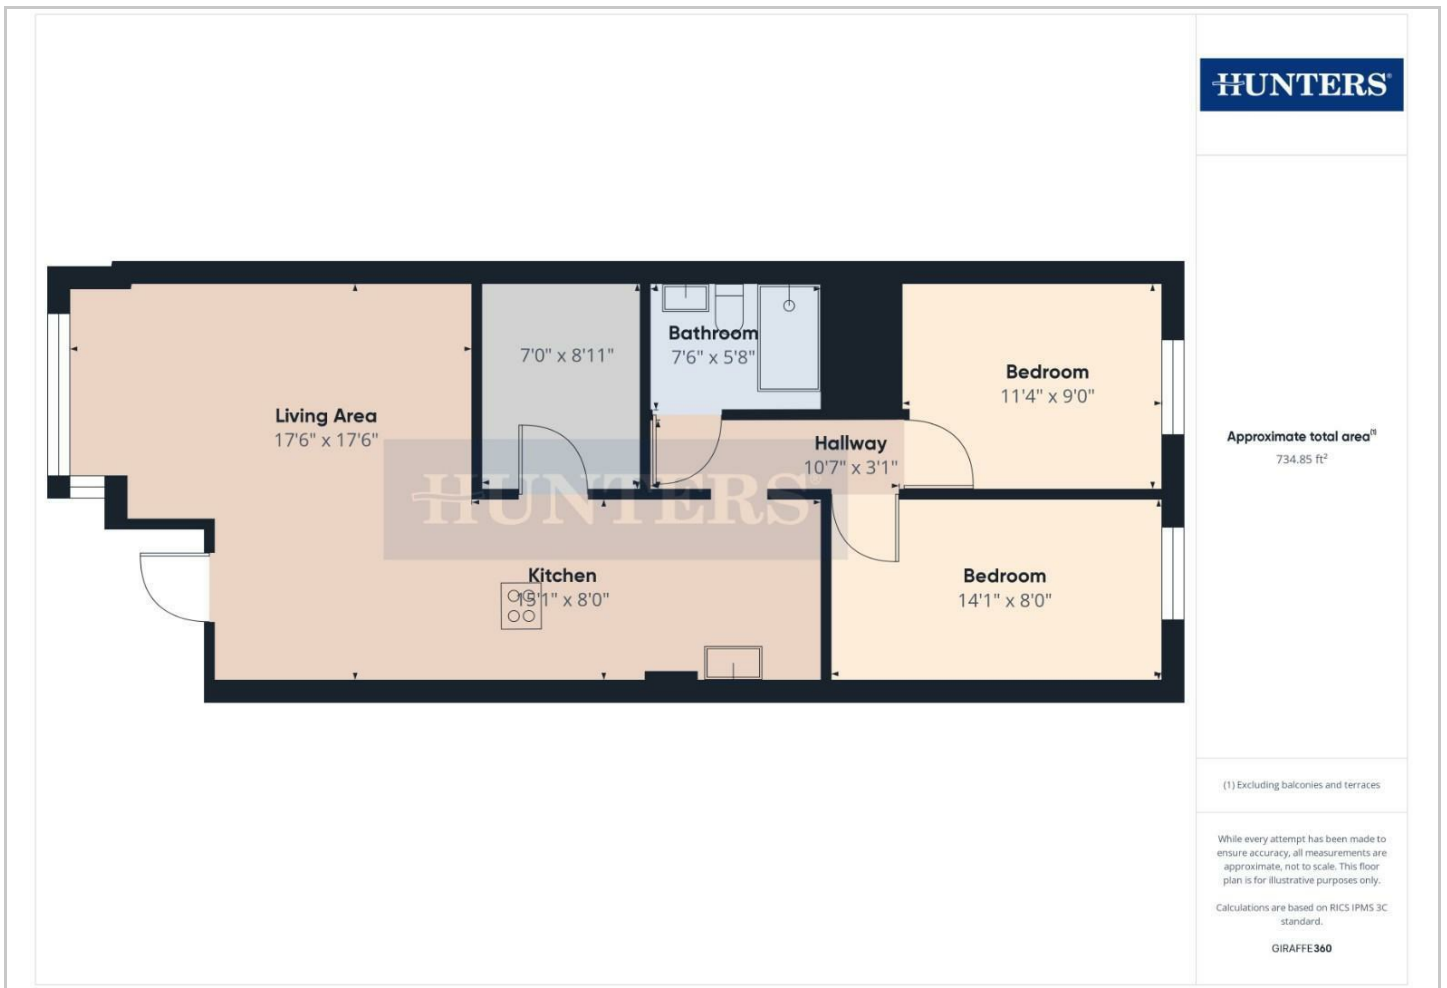 HUNTERS®
7'0" x 8'11"
Bathroom
7'6" x 5'8"
Bedroom
11'4" x 9'0"
Living Area
17'6" x 17'6"
Hallway
10'7" x 3'1"
HUNTERS
Kitchen
15'1" x 8'0"
Bedroom
14'1" x 8'0"
Approximate total area(1)
734.85 ft²
(1) Excluding balconies and terraces
While every attempt has been made to
ensure accuracy, all measurements are
approximate, not to scale. This floor
plan is for illustrative purposes only.
Calculations are based on RICS IPMS 3C
standard.
GIRAFFE360